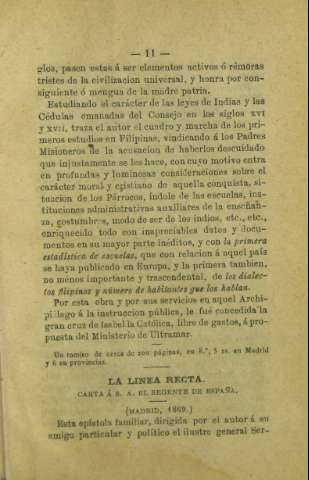 — 11 —
glos, pasen estas á ser elementos activos ó rémoras
tristes de la civilizacion universal, y honra por con-
siguiente ó mengua de la madre patria.
Estudiando el carácter de las leyes de Indias y las
Cédulas emanadas del Consejo en los siglos XVI
y XVII, traza el autor el cuadro y marcha de los pri-
meros estudios en Filipinas, vindicando á los Padres
Misioneros de la acusacion de haberlos descuidado
que injustamente se les hace, con cuyo motivo entra
en profundas y luminosas consideraciones sobre el
carácter moral y cristiano de aquella conquista, si-
tuacion de los Párrocos, índole de las escuelas, ins-
tituciones administrativas auxiliares de la enseñan-
za, costumbres, modo de ser de los indios, etc., etc.,
enriquecido todo con inapreciables datos y docu-
mentos en su mayor parte inéditos, y con la primera
estadística de escuelas, que con relacion á aquel país
se haya publicado en Europa, y la primera tambien,
no ménos importante y trascendental, de los dialec-
tos filipinos y número de habitantes que los hablan.
Por esta obra y por sus servicios en aquel Archi-
piélago á la instruccion pública, le fué concedida la
gran cruz de Isabel la Católica, libre de gastos, á pro-
puesta del Ministerio de Ultramar.
Un tomito de cerca de 200 páginas, en 8.º, 5 rs. en Madrid
y 6 en provincias.
LA LINEA RECTA.
CARTA Á S. A. EL REGENTE DE ESPAÑA.
(MADRID, 1869.)
Esta epístola familiar, dirigida por el autor á su
amigo particular y político el ilustre general Ser-